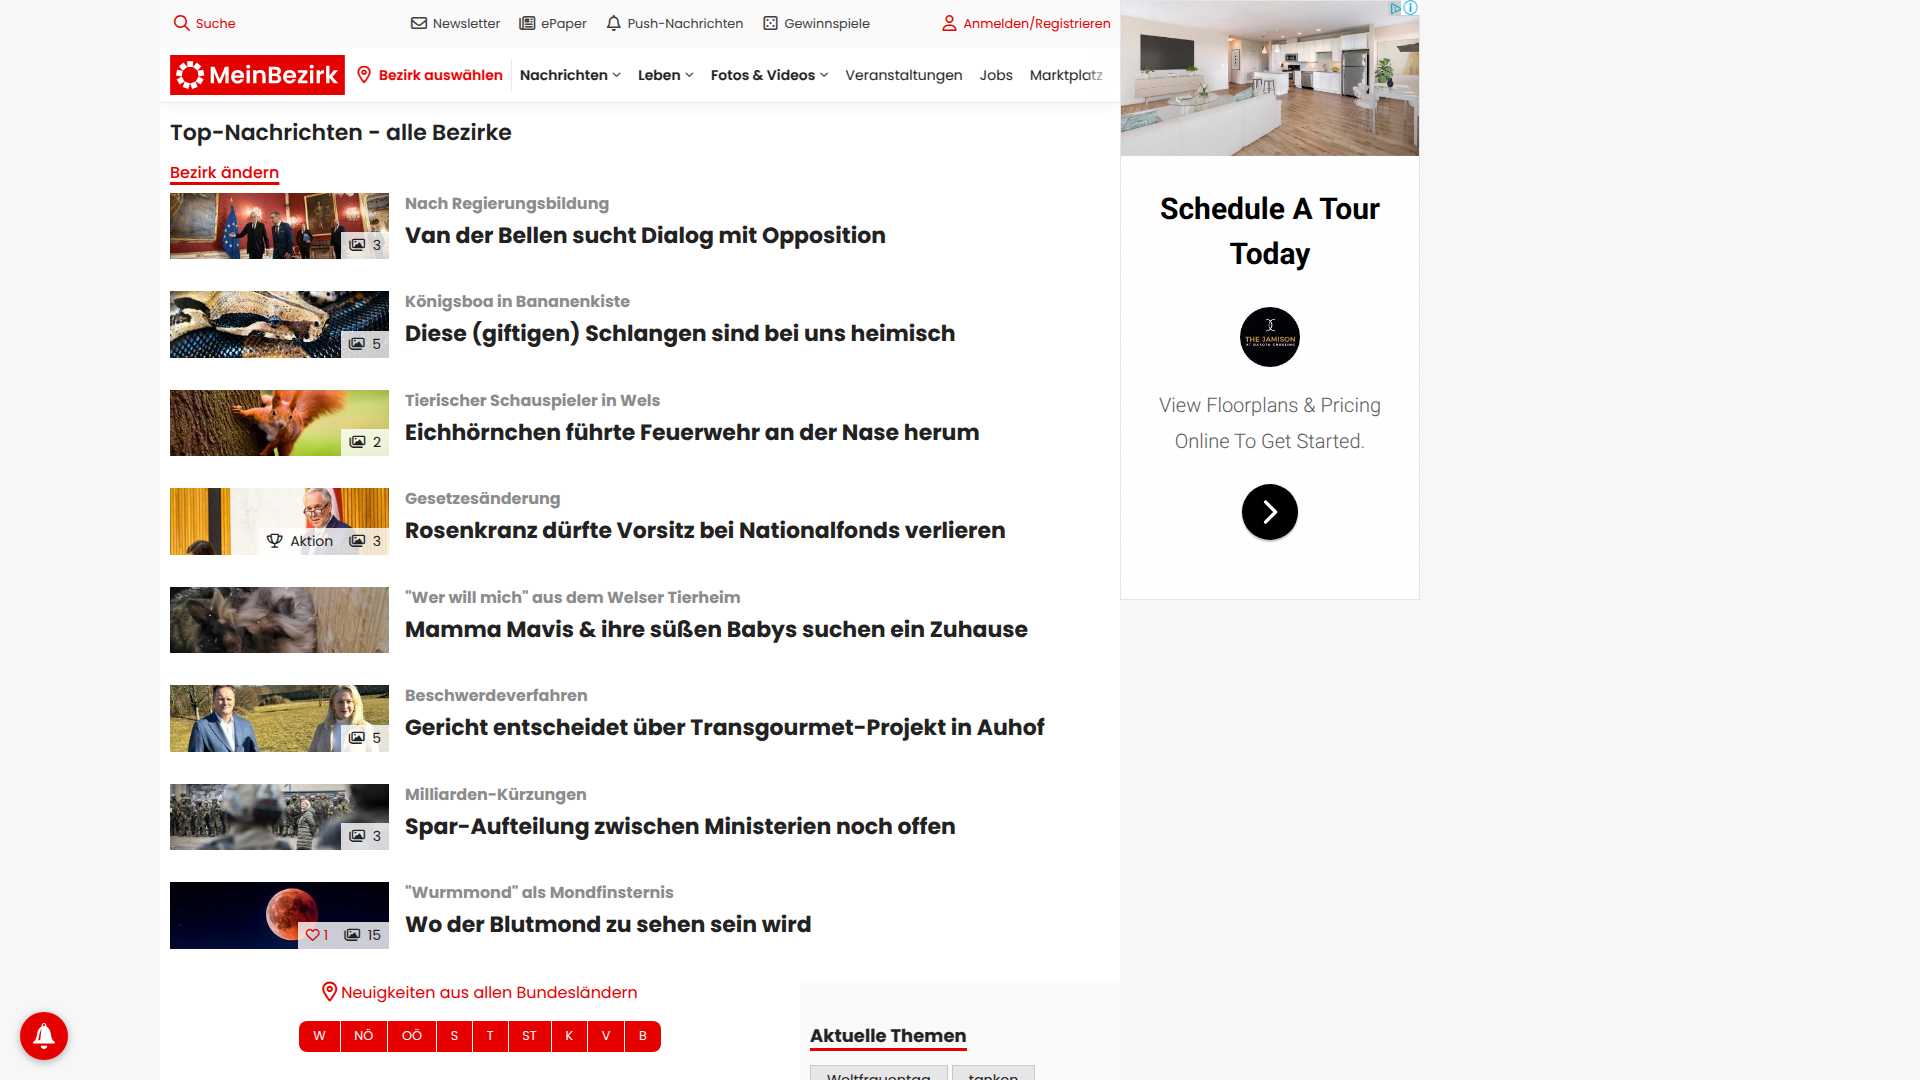 Suche
Newsletter
ePaper
Push-Nachrichten
Gewinnspiele
Anmelden/Registrieren
MeinBezirk
Bezirk auswählen
Nachrichten
Leben
Fotos & Videos
Veranstaltungen
Jobs
Marktplatz
Top-Nachrichten - alle Bezirke
Bezirk ändern
3
Nach Regierungsbildung
Van der Bellen sucht Dialog mit Opposition
5
Königsboa in Bananenkiste
Diese (giftigen) Schlangen sind bei uns heimisch
2
Tierischer Schauspieler in Wels
Eichhörnchen führte Feuerwehr an der Nase herum
Aktion 3
Gesetzesänderung
Rosenkranz dürfte Vorsitz bei Nationalfonds verlieren
"Wer will mich" aus dem Welser Tierheim
Mamma Mavis & ihre süßen Babys suchen ein Zuhause
5
Beschwerdeverfahren
Gericht entscheidet über Transgourmet-Projekt in Auhof
3
Milliarden-Kürzungen
Spar-Aufteilung zwischen Ministerien noch offen
1 15
"Wurmmond" als Mondfinsternis
Wo der Blutmond zu sehen sein wird
Neuigkeiten aus allen Bundesländern
W NÖ OÖ S T ST K V B
Aktuelle Themen
Weltfrauentag
tanken
Schedule A Tour
Today
THE JAMISON
AT DAKOTA CROSSING
View Floorplans & Pricing
Online To Get Started.